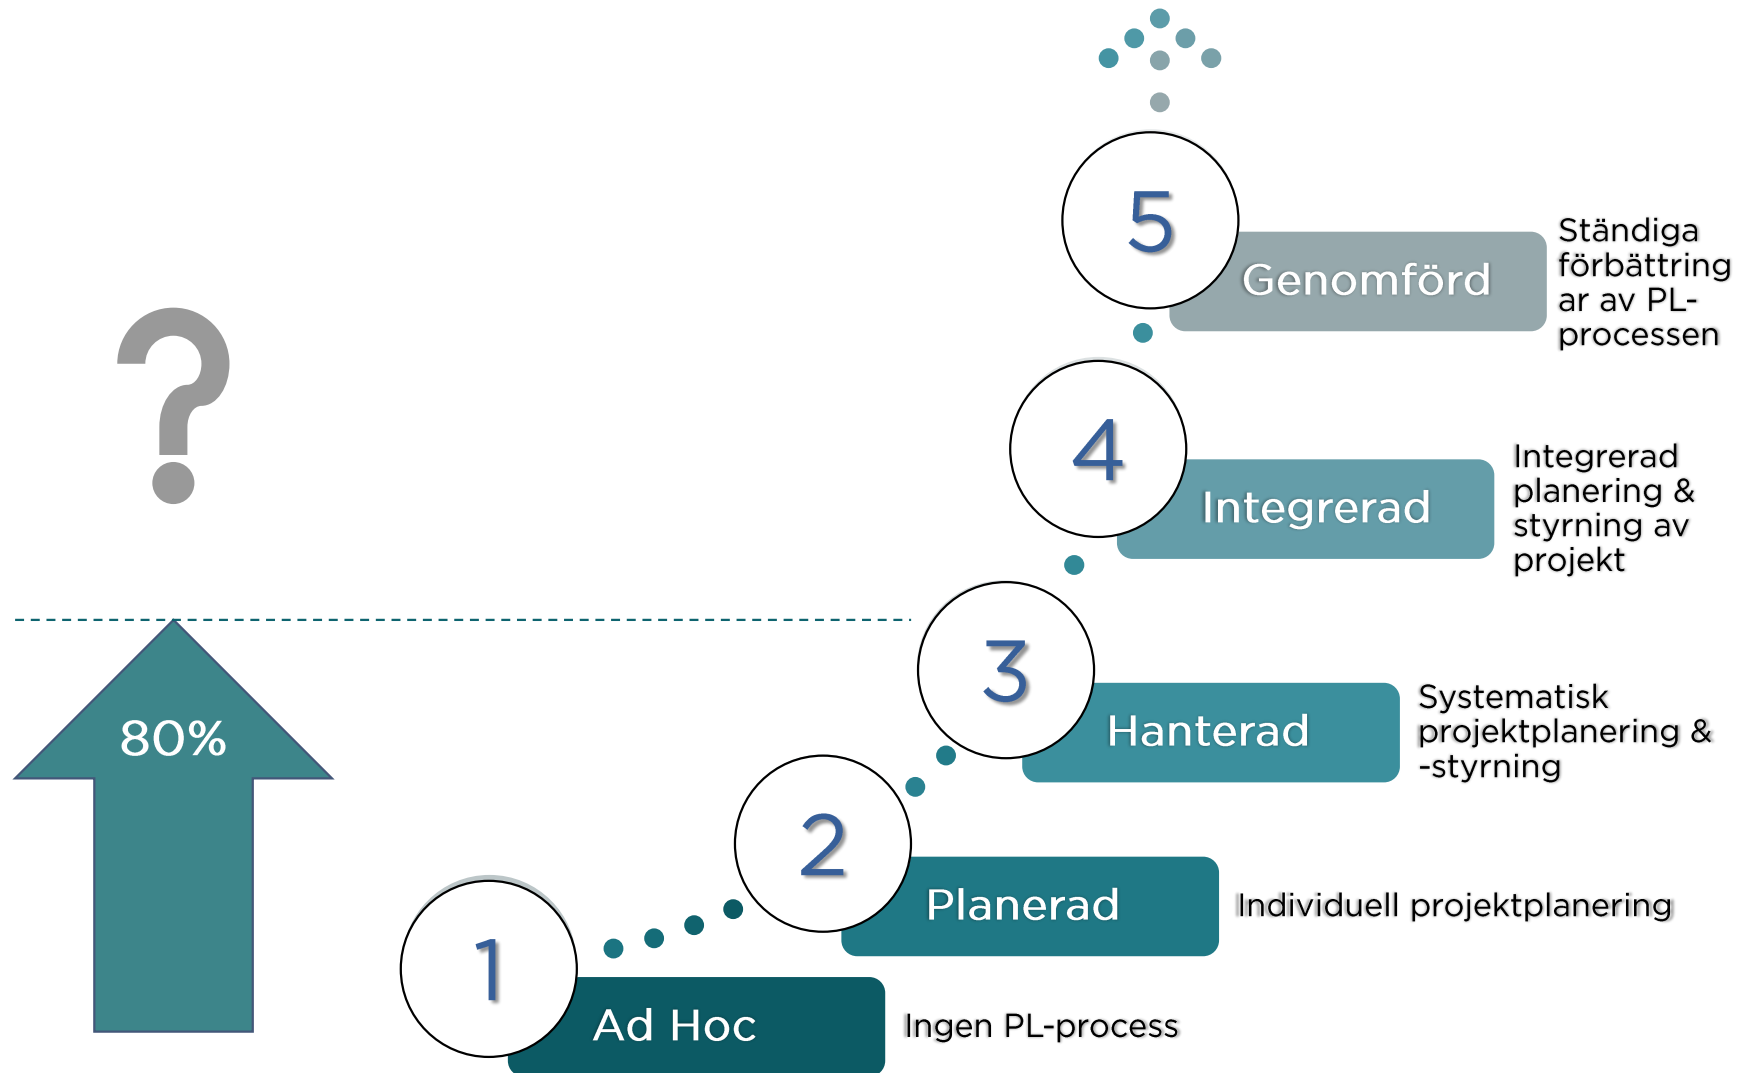 5
Genomförd
Ständiga
förbättring
ar av PL-
processen
?
4
Integrerad
Integrerad
planering &
styrning av
projekt
3
Hanterad
Systematisk
projektplanering &
-styrning
80%
2
Planerad
Individuell projektplanering
1
Ad Hoc
Ingen PL-process